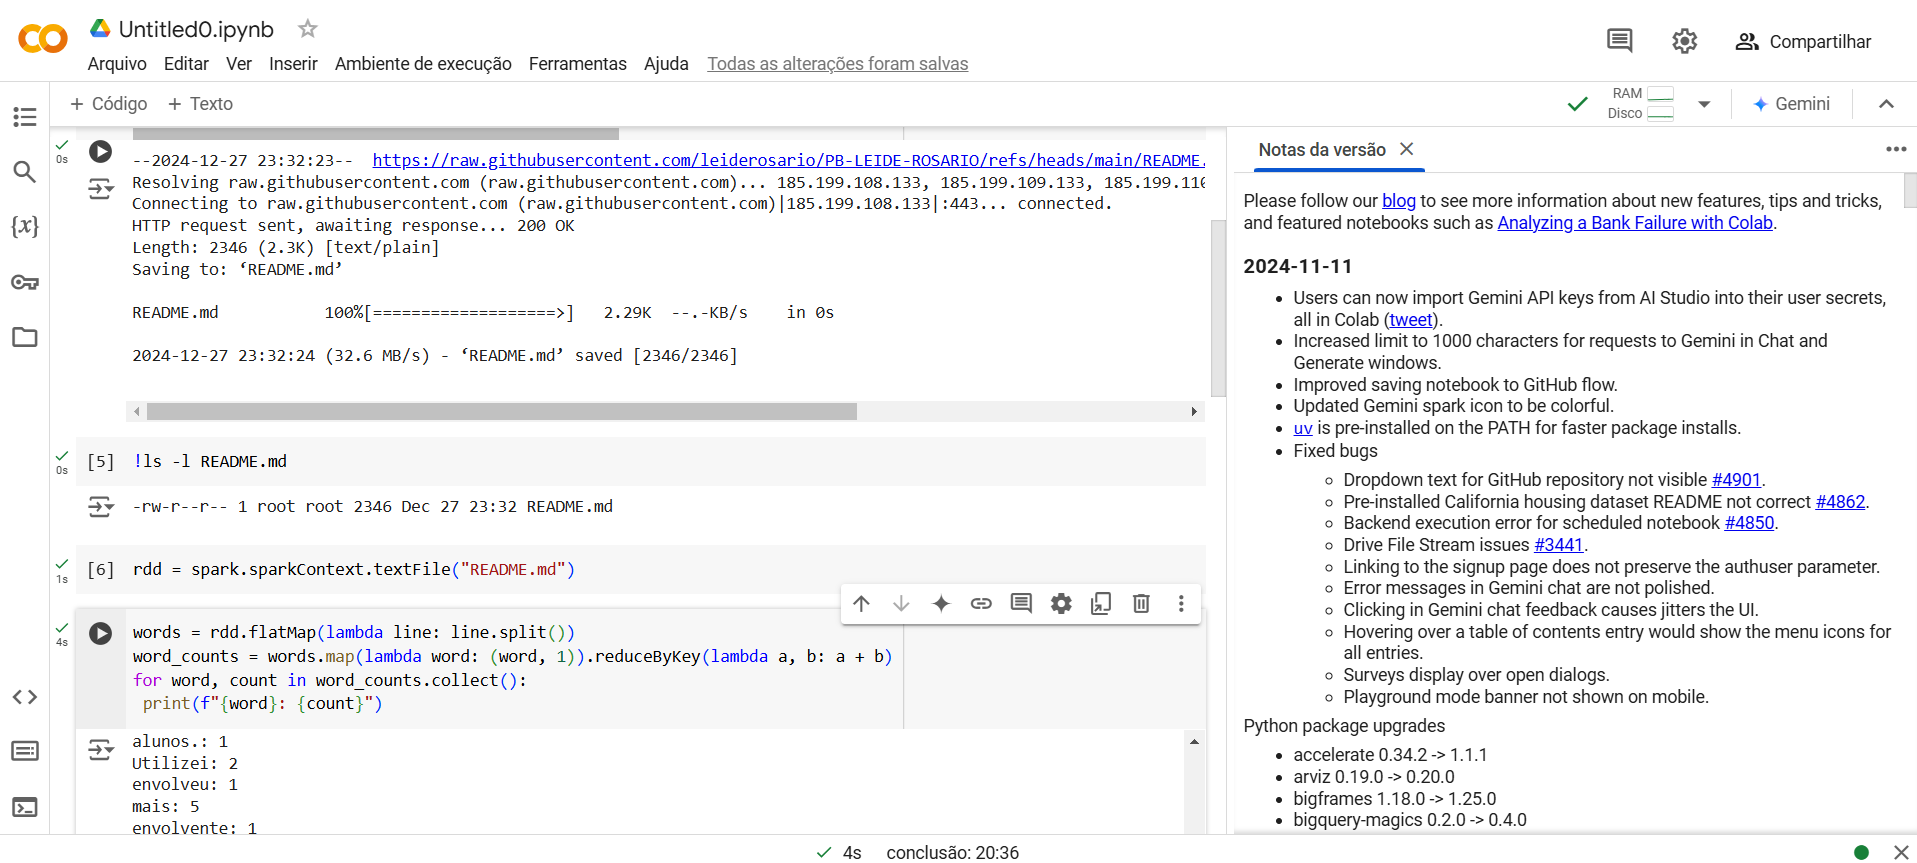 Untitled0.ipynb
Arquivo Editar Ver Inserir Ambiente de execução Ferramentas Ajuda Todas as alterações foram salvas
Compartilhar
+ Código + Texto
RAM
Disco
Gemini
0s
--2024-12-27 23:32:23-- https://raw.githubusercontent.com/leiderosario/PB-LEIDE-ROSARIO/refs/heads/main/README.
Resolving raw.githubusercontent.com (raw.githubusercontent.com)... 185.199.108.133, 185.199.109.133, 185.199.110
Connecting to raw.githubusercontent.com (raw.githubusercontent.com)|185.199.108.133|:443... connected.
HTTP request sent, awaiting response... 200 OK
Length: 2346 (2.3K) [text/plain]
Saving to: ‘README.md’
README.md 100%[===================>] 2.29K --.-KB/s in 0s
2024-12-27 23:32:24 (32.6 MB/s) - ‘README.md’ saved [2346/2346]
0s
[5] !ls -l README.md
-rw-r--r-- 1 root root 2346 Dec 27 23:32 README.md
1s
[6] rdd = spark.sparkContext.textFile("README.md")
4s
words = rdd.flatMap(lambda line: line.split())
word_counts = words.map(lambda word: (word, 1)).reduceByKey(lambda a, b: a + b)
for word, count in word_counts.collect():
print(f"{word}: {count}")
alunos.: 1
Utilizei: 2
envolveu: 1
mais: 5
envolvente: 1
Notas da versão
Please follow our blog to see more information about new features, tips and tricks,
and featured notebooks such as Analyzing a Bank Failure with Colab.
2024-11-11
• Users can now import Gemini API keys from AI Studio into their user secrets,
all in Colab (tweet).
• Increased limit to 1000 characters for requests to Gemini in Chat and
Generate windows.
• Improved saving notebook to GitHub flow.
• Updated Gemini spark icon to be colorful.
• uv is pre-installed on the PATH for faster package installs.
• Fixed bugs
◦ Dropdown text for GitHub repository not visible #4901.
◦ Pre-installed California housing dataset README not correct #4862.
◦ Backend execution error for scheduled notebook #4850.
◦ Drive File Stream issues #3441.
◦ Linking to the signup page does not preserve the authuser parameter.
◦ Error messages in Gemini chat are not polished.
◦ Clicking in Gemini chat feedback causes jitters the UI.
◦ Hovering over a table of contents entry would show the menu icons for
all entries.
◦ Surveys display over open dialogs.
◦ Playground mode banner not shown on mobile.
Python package upgrades
• accelerate 0.34.2 -> 1.1.1
• arviz 0.19.0 -> 0.20.0
• bigframes 1.18.0 -> 1.25.0
• bigquery-magics 0.2.0 -> 0.4.0
4s conclusão: 20:36